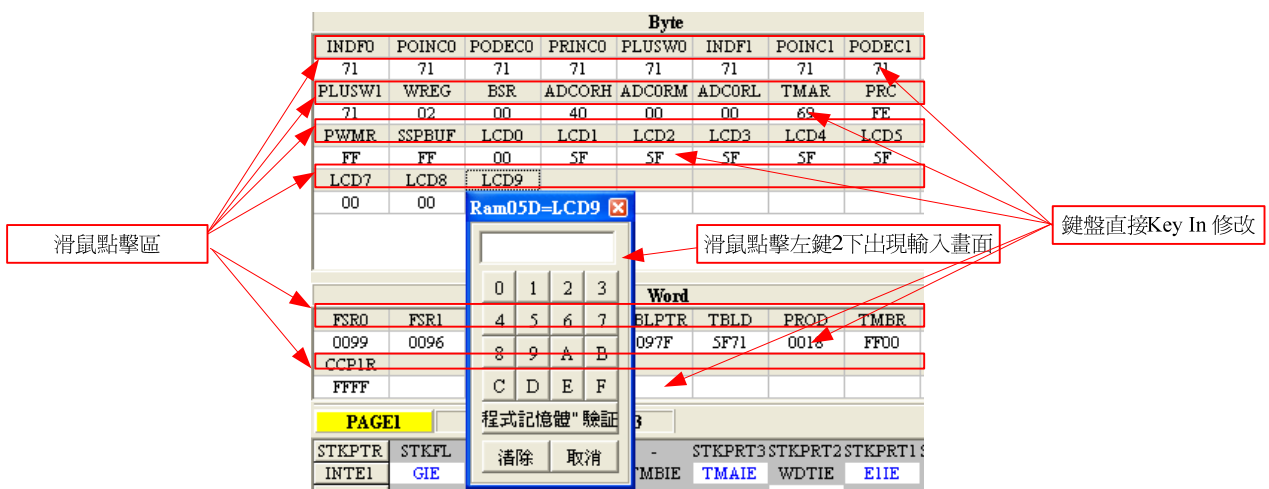 Byte
INDF0 POINC0 PODEC0 PRINC0 PLUSW0 INDF1 POINC1 PODEC1
71 71 71 71 71 71 71 71
PLUSW1 WREG BSR ADCORH ADCORM ADCORL TMAR PRC
71 02 00 40 00 00 69 FE
PWMR SSPBUF LCD0 LCD1 LCD2 LCD3 LCD4 LCD5
FF FF 00 5F 5F 5F 5F 5F
LCD7 LCD8 LCD9
00 00
Ram05D=LCD9
滑鼠點擊區
滑鼠點擊左鍵2下出現輸入畫面
鍵盤直接Key In 修改
0 1 2 3
4 5 6 7
8 9 A B
C D E F
程式記憶體" 驗証
清除 取消
Word
FSR0 FSR1 BLPTR TBLD PROD TMBR
0099 0096 097F 5F71 0018 FF00
CCP1R
FFFF
PAGE1
STKPTR STKFL - STKPRT3 STKPRT2 STKPRT1
INTE1 GIE TMBIE TMAIE WDTIE E1IE